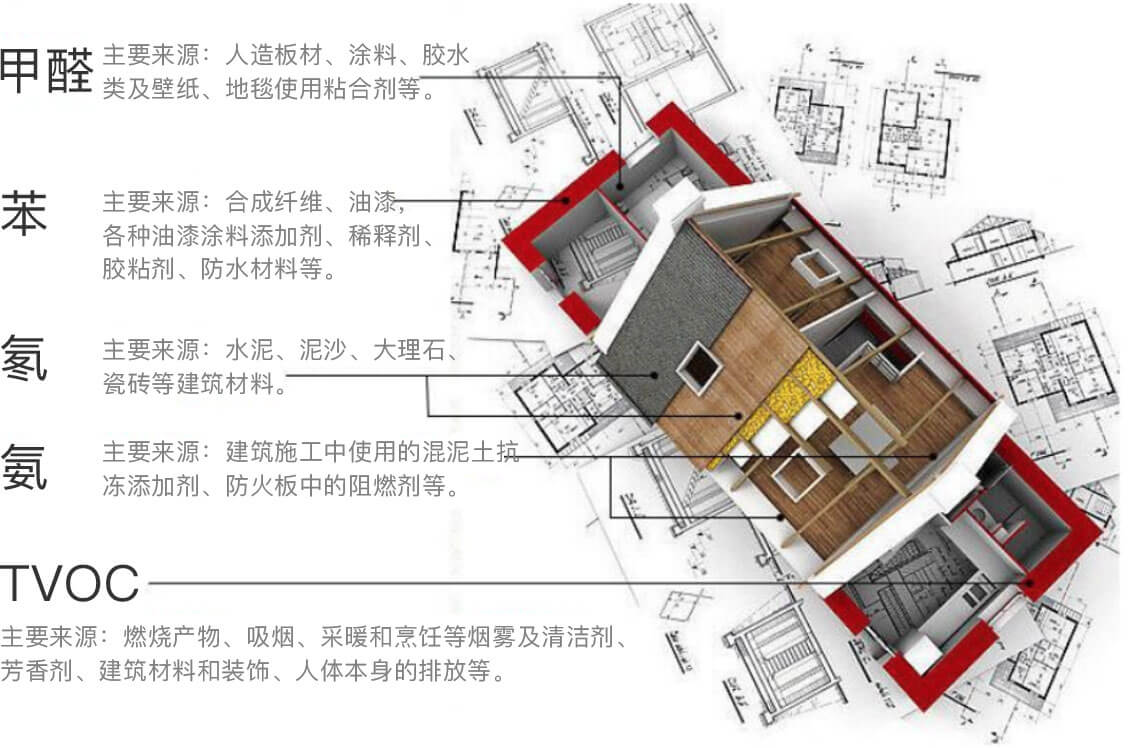 甲醛
主要来源：人造板材、涂料、胶水
类及壁纸、地毯使用粘合剂等。
苯
主要来源：合成纤维、油漆，
各种油漆涂料添加剂、稀释剂、
胶粘剂、防水材料等。
氡
主要来源：水泥、泥沙、大理石、
瓷砖等建筑材料。
氨
主要来源：建筑施工中使用的混泥土抗
冻添加剂、防火板中的阻燃剂等。
TVOC
主要来源：燃烧产物、吸烟、采暖和烹饪等烟雾及清洁剂、
芳香剂、建筑材料和装饰、人体本身的排放等。